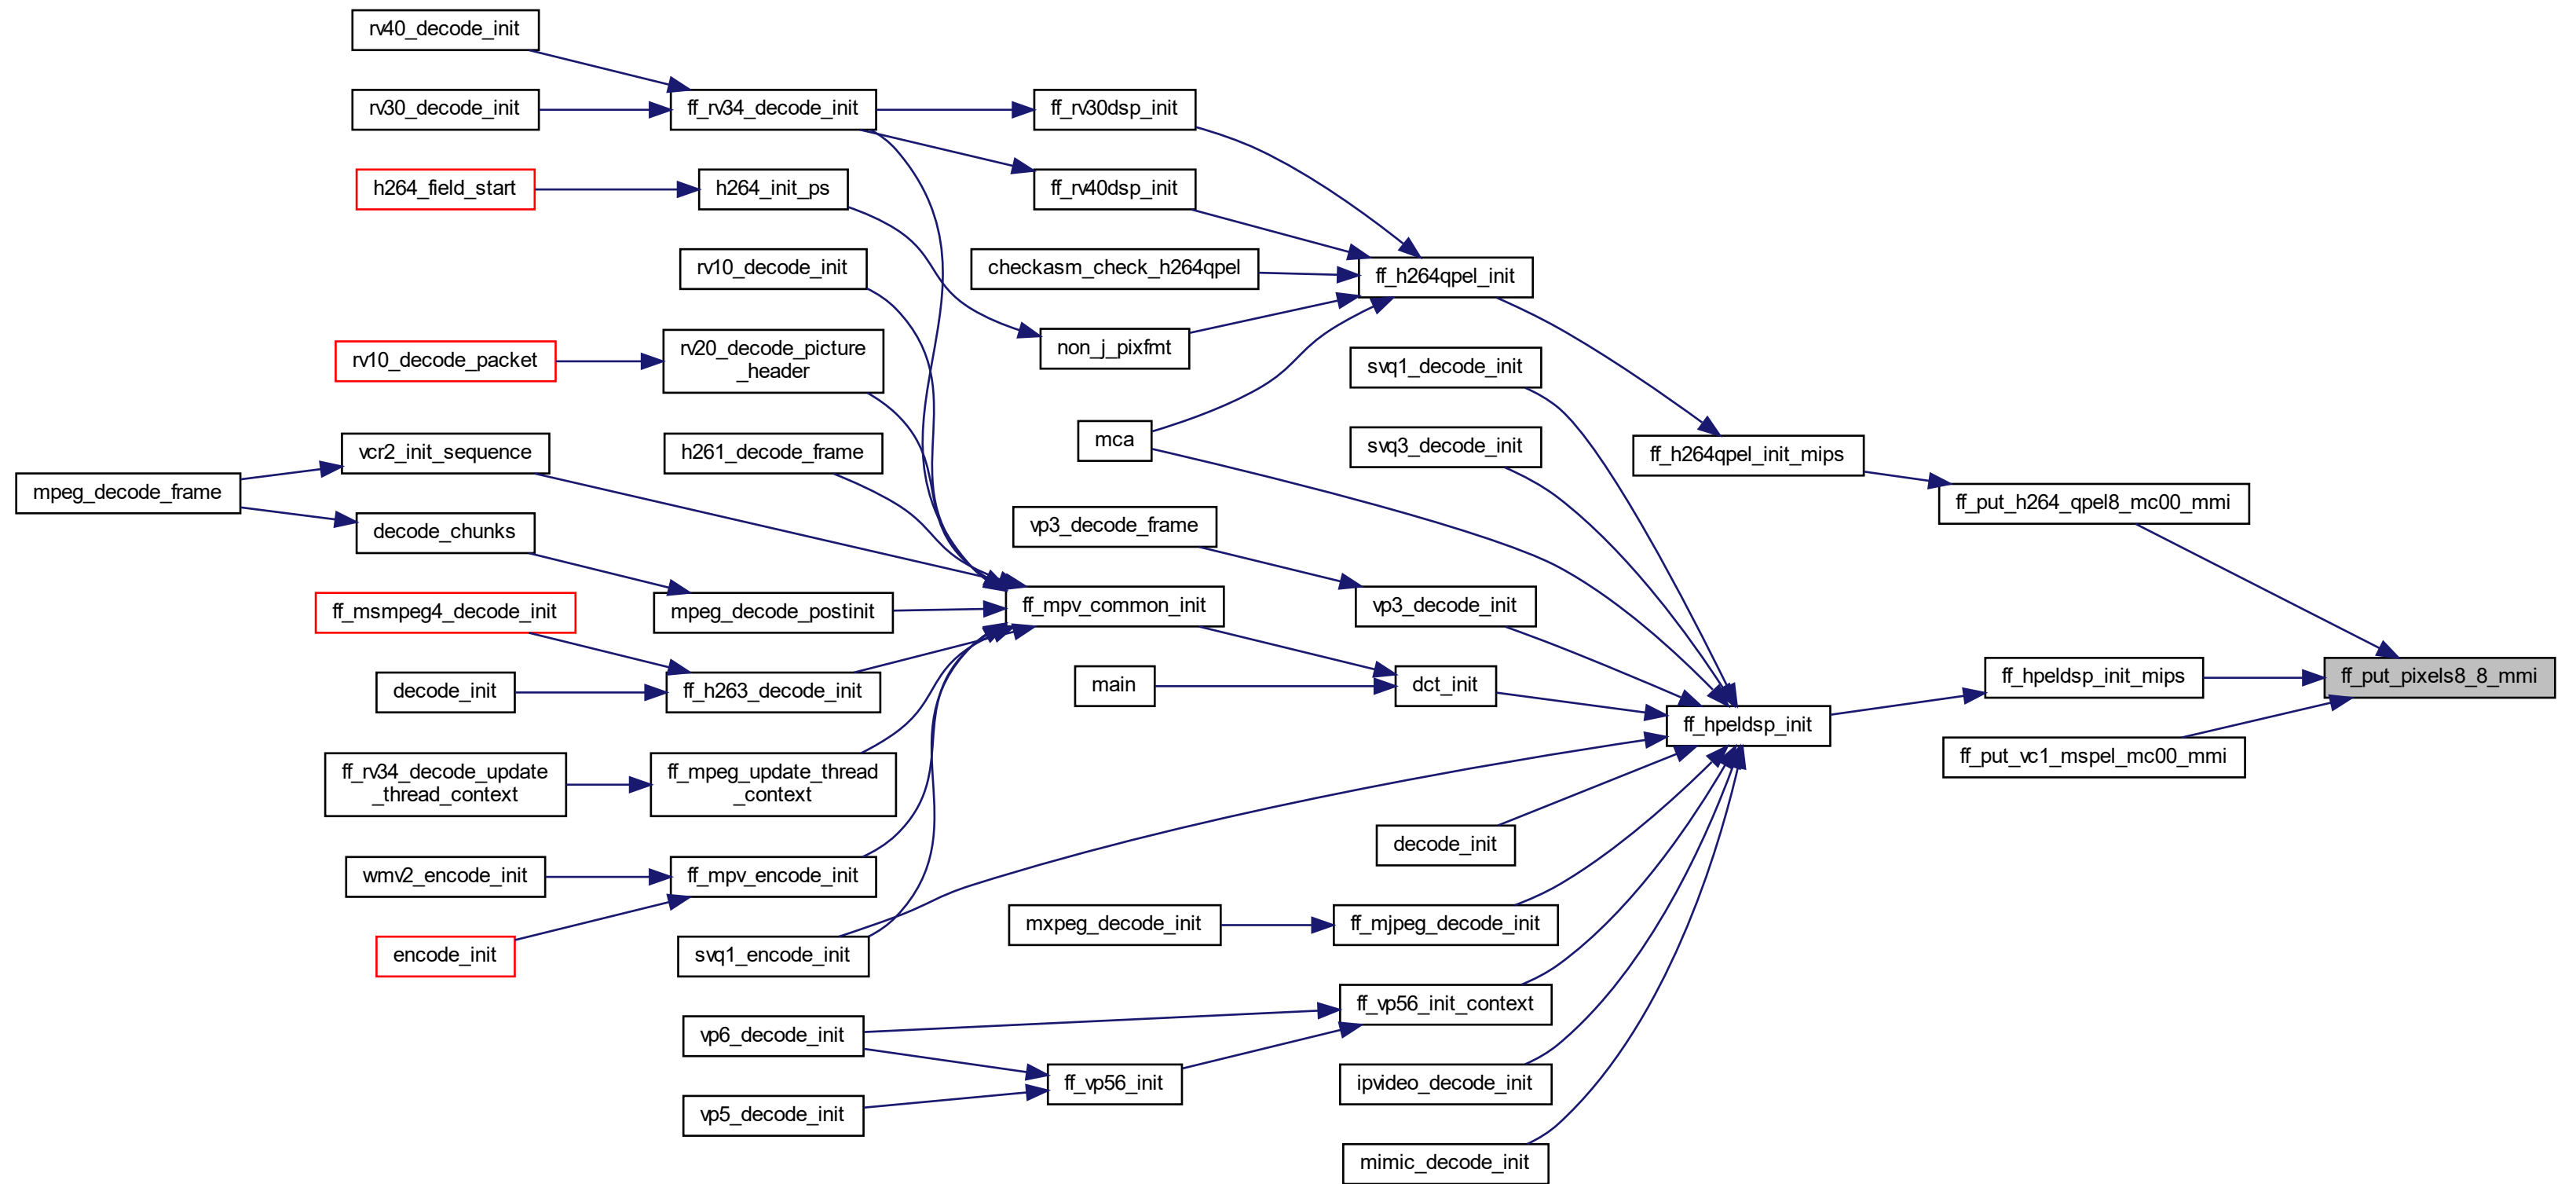 rv40_decode_init
rv30_decode_init
ff_rv34_decode_init
ff_rv30dsp_init
h264_field_start
h264_init_ps
ff_rv40dsp_init
rv10_decode_init
checkasm_check_h264qpel
ff_h264qpel_init
rv10_decode_packet
rv20_decode_picture
_header
non_j_pixfmt
svq1_decode_init
vcr2_init_sequence
h261_decode_frame
mca
svq3_decode_init
ff_h264qpel_init_mips
mpeg_decode_frame
decode_chunks
vp3_decode_frame
ff_put_h264_qpel8_mc00_mmi
ff_msmpeg4_decode_init
mpeg_decode_postinit
ff_mpv_common_init
vp3_decode_init
decode_init
ff_h263_decode_init
main
dct_init
ff_hpeldsp_init_mips
ff_put_pixels8_8_mmi
ff_hpeldsp_init
ff_put_vc1_mspel_mc00_mmi
ff_rv34_decode_update
_thread_context
ff_mpeg_update_thread
_context
decode_init
wmv2_encode_init
ff_mpv_encode_init
encode_init
svq1_encode_init
mxpeg_decode_init
ff_mjpeg_decode_init
ff_vp56_init_context
vp6_decode_init
ff_vp56_init
ipvideo_decode_init
vp5_decode_init
mimic_decode_init